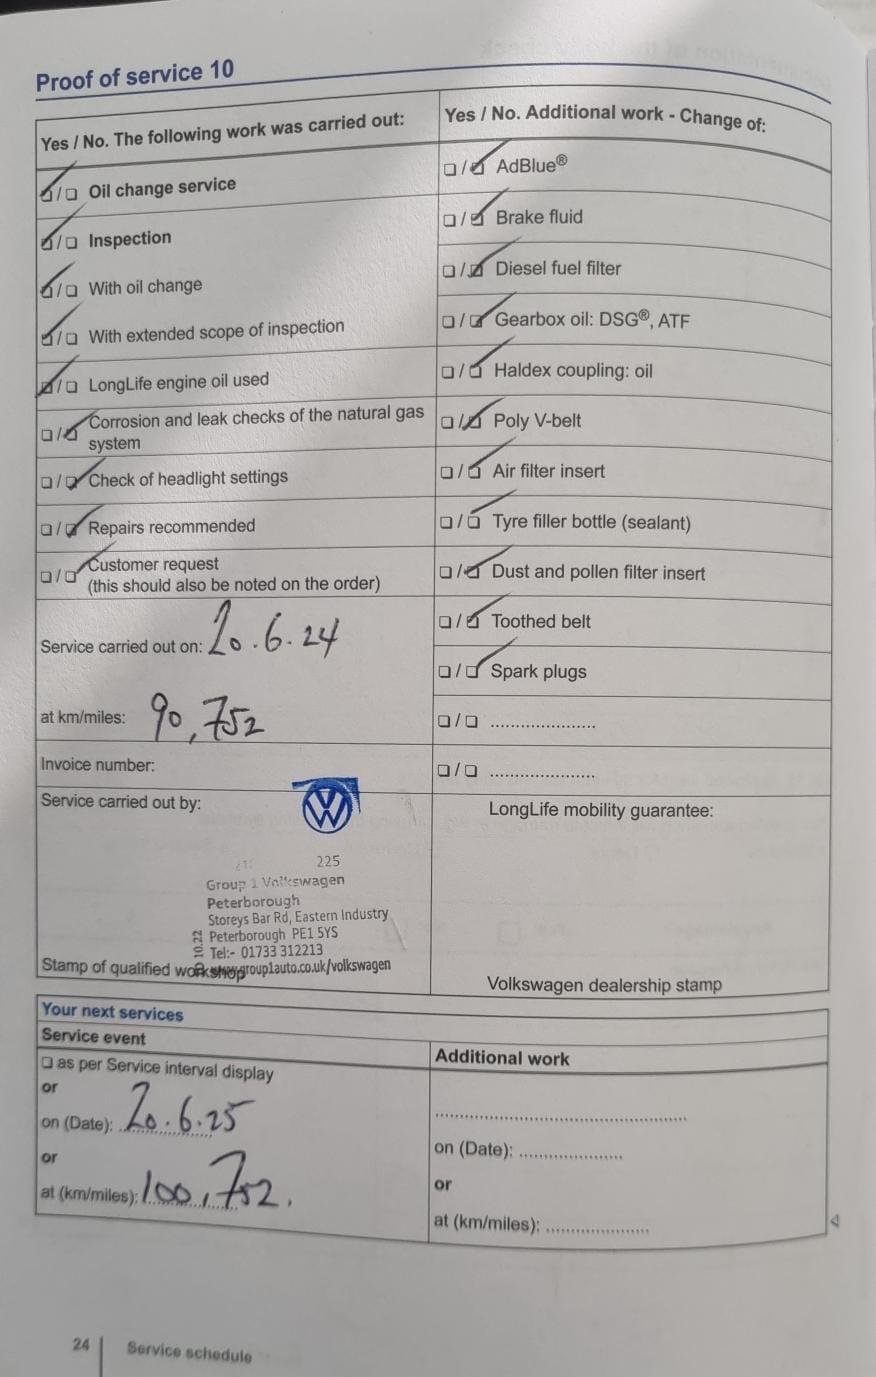 Proof of service 10
Yes / No. The following work was carried out:
❏/❏ Oil change service
❏/❏ Inspection
❏/❏ With oil change
❏/❏ With extended scope of inspection
❏/❏ LongLife engine oil used
❏/❏ Corrosion and leak checks of the natural gas
system
❏/❏ Check of headlight settings
❏/❏ Repairs recommended
❏/❏ Customer request
(this should also be noted on the order)
Service carried out on: 20.6.24
at km/miles: 90,752
Invoice number:
Service carried out by:
225
Group 1 Volkswagen
Peterborough
Storeys Bar Rd, Eastern Industry
Peterborough PE1 5YS
Tel:- 01733 312213
group1auto.co.uk/volkswagen
Stamp of qualified workshop
Yes / No. Additional work - Change of:
❏/❏ AdBlue®
❏/❏ Brake fluid
❏/❏ Diesel fuel filter
❏/❏ Gearbox oil: DSG®, ATF
❏/❏ Haldex coupling: oil
❏/❏ Poly V-belt
❏/❏ Air filter insert
❏/❏ Tyre filler bottle (sealant)
❏/❏ Dust and pollen filter insert
❏/❏ Toothed belt
❏/❏ Spark plugs
❏/❏ .....................
❏/❏ .....................
LongLife mobility guarantee:
Volkswagen dealership stamp
Your next services
Service event
❏ as per Service interval display
or
on (Date): 20.6.25
or
at (km/miles): 100,752.
Additional work
..................................................
on (Date): .....................
or
at (km/miles): .....................
24 Service schedule